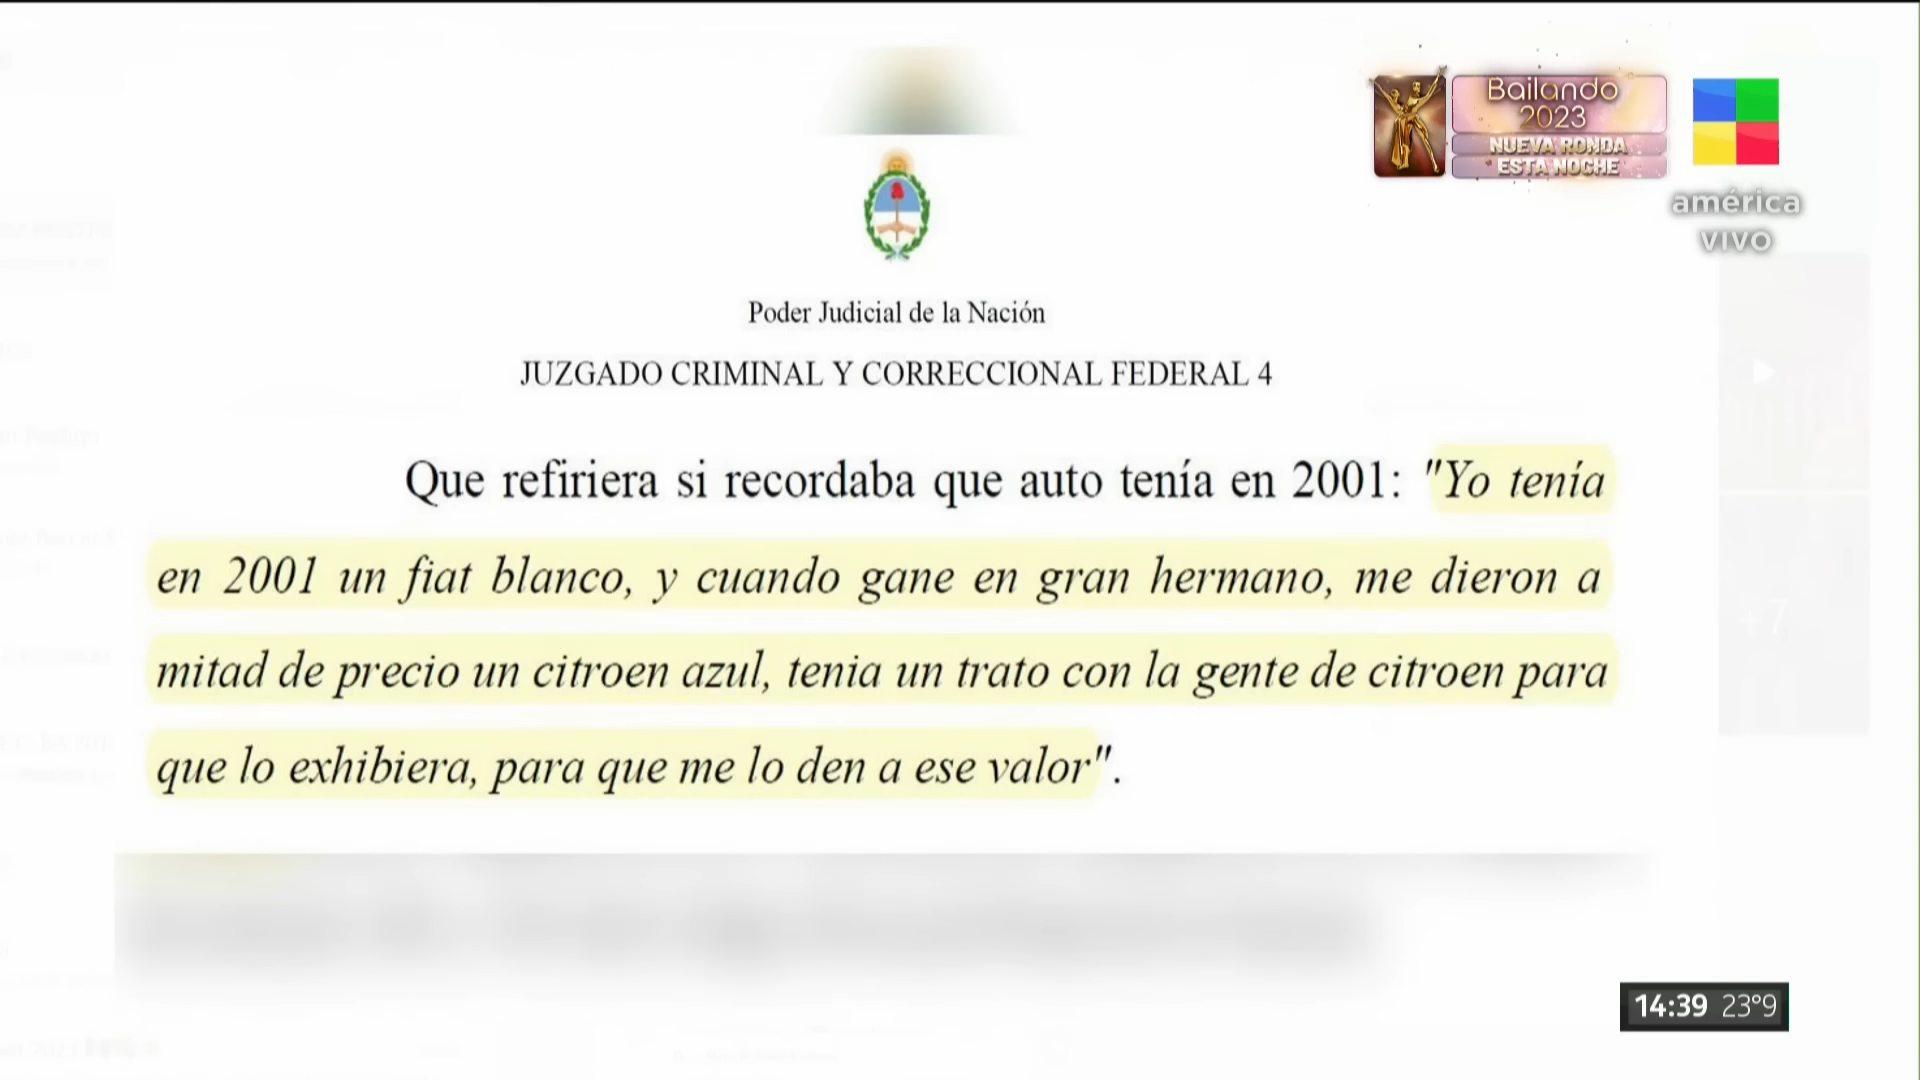 Bailando
2023
NUEVA RONDA
ESTA NOCHE
américa
VIVO
Poder Judicial de la Nación
JUZGADO CRIMINAL Y CORRECCIONAL FEDERAL 4
Que refiriera si recordaba que auto tenía en 2001: "Yo tenía
en 2001 un fiat blanco, y cuando gane en gran hermano, me dieron a
mitad de precio un citroen azul, tenia un trato con la gente de citroen para
que lo exhibiera, para que me lo den a ese valor".
+7
14:39 23°9